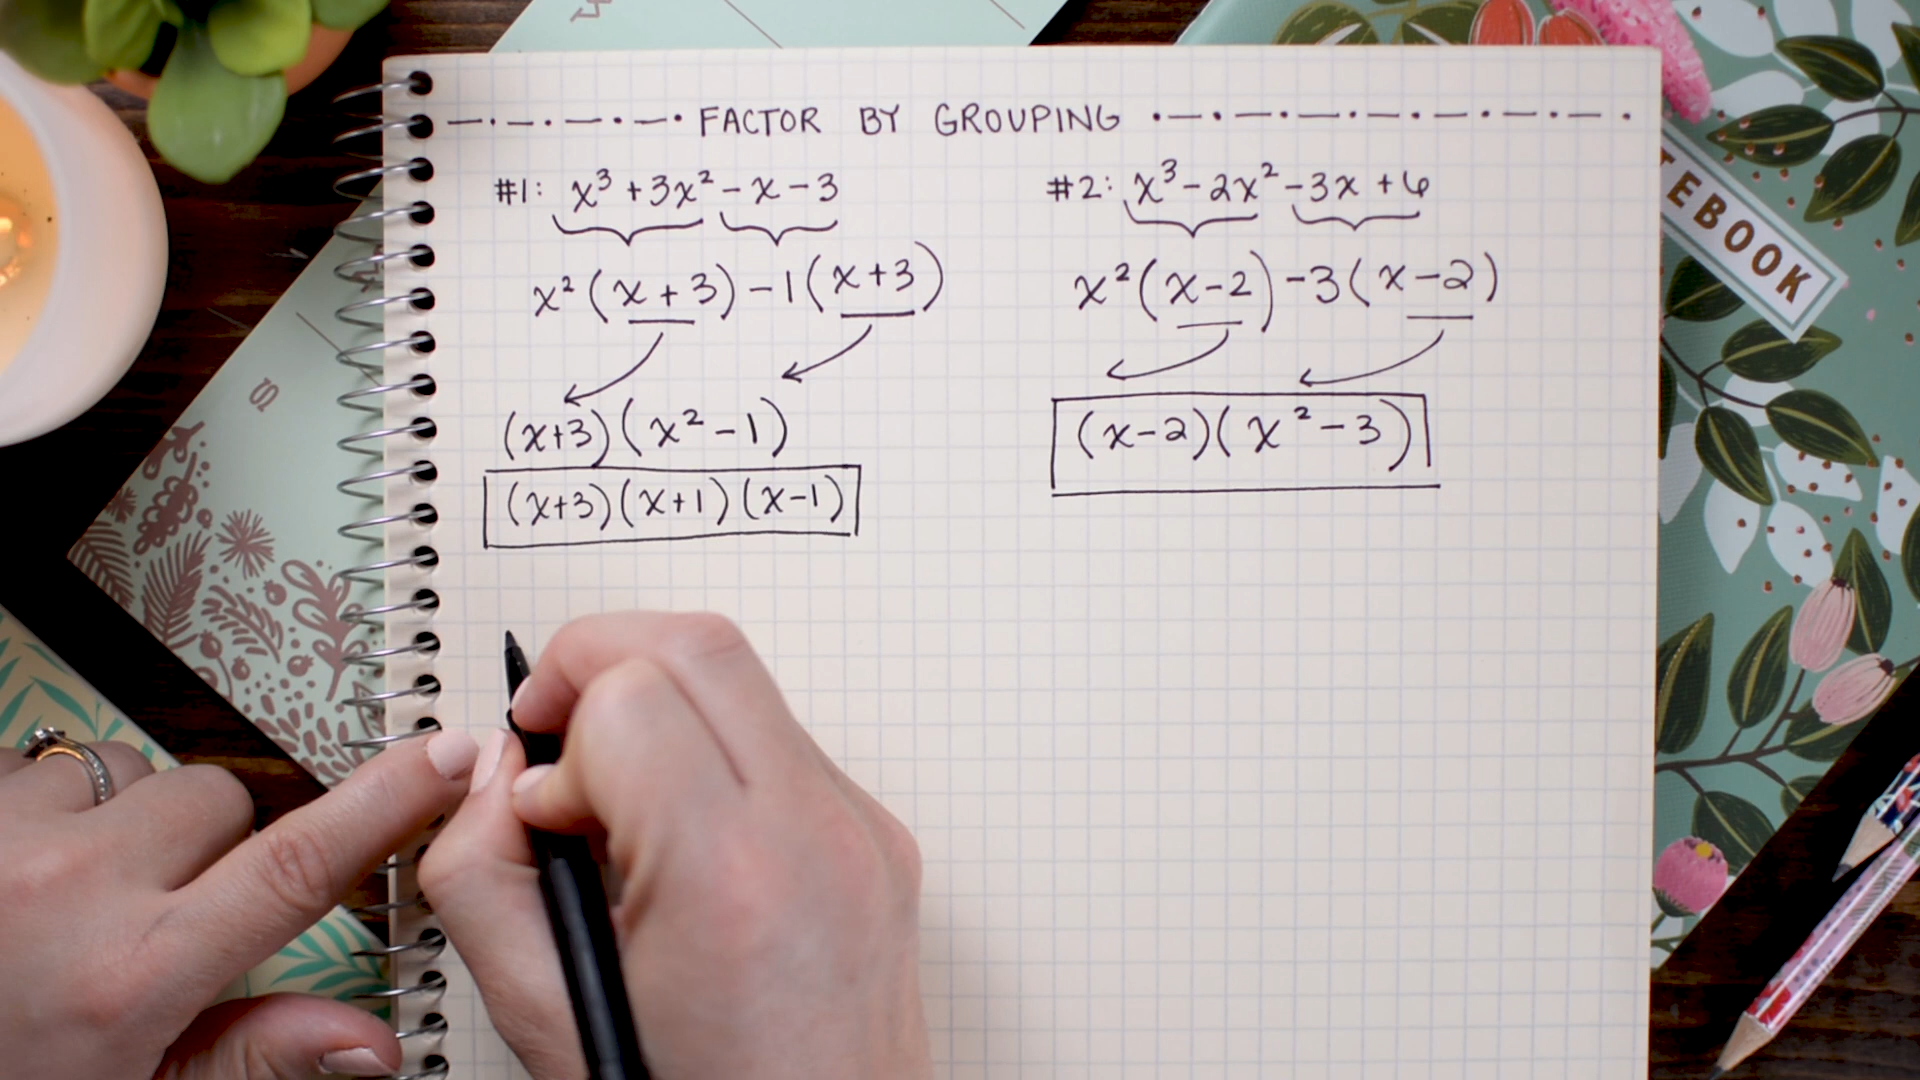 FACTOR BY GROUPING
#1: x³ + 3x² - x - 3
x² (x + 3) - 1 (x + 3)
(x+3) (x² - 1)
(x+3) (x+1) (x-1)
#2: x³ - 2x² - 3x + 6
x² (x - 2) - 3 (x - 2)
(x-2) (x² - 3)
TEBOOK